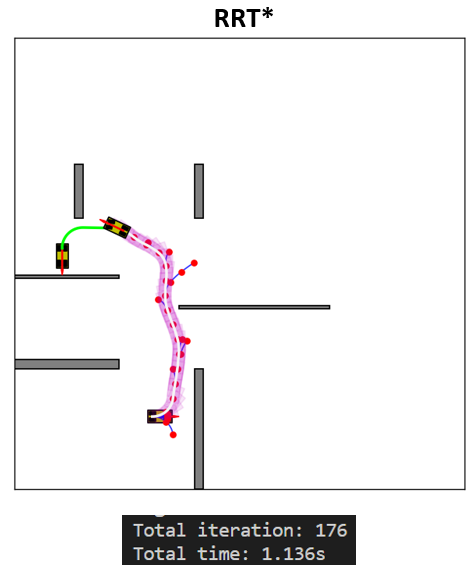 RRT*
Total iteration: 176
Total time: 1.136s